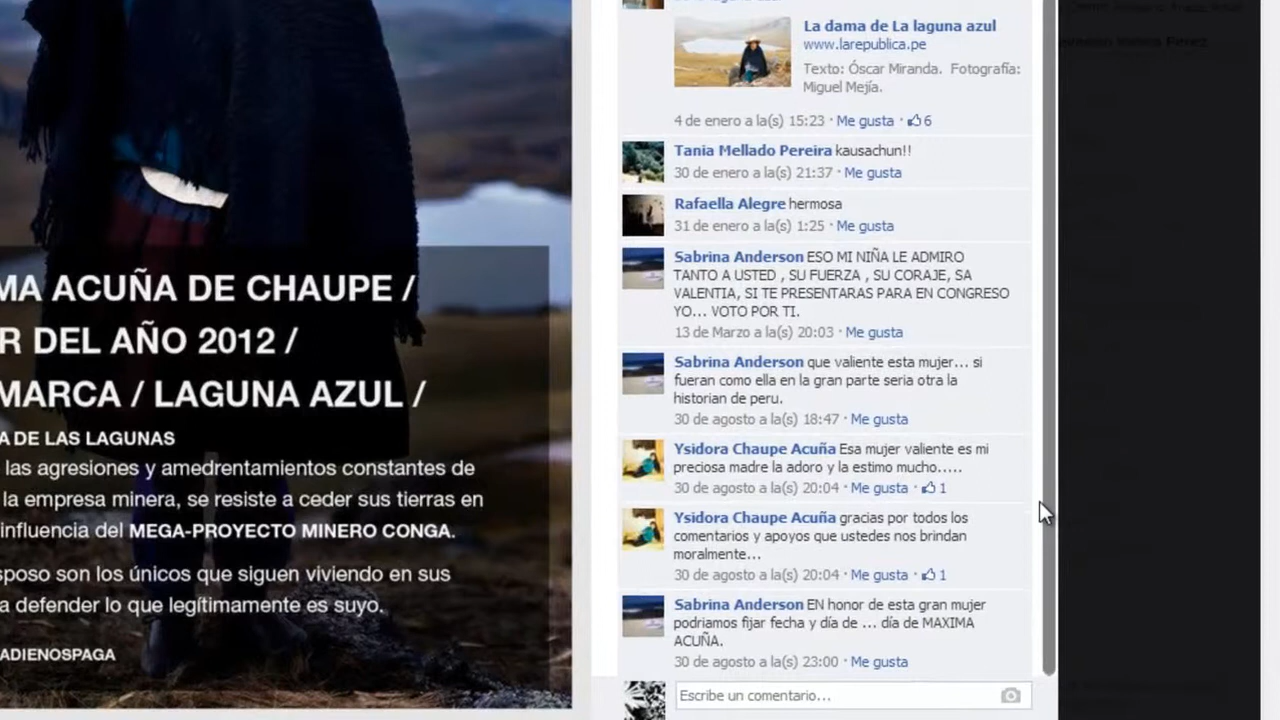 MA ACUÑA DE CHAUPE /
R DEL AÑO 2012 /
MARCA / LAGUNA AZUL /
A DE LAS LAGUNAS
las agresiones y amedrentamientos constantes de
la empresa minera, se resiste a ceder sus tierras en
influencia del MEGA-PROYECTO MINERO CONGA.
sposo son los únicos que siguen viviendo en sus
a defender lo que legítimamente es suyo.
ADIENOSPAGA
La dama de La laguna azul
www.larepublica.pe
Texto: Óscar Miranda. Fotografía:
Miguel Mejía.
4 de enero a la(s) 15:23 · Me gusta · 6
Tania Mellado Pereira kausachun!!
30 de enero a la(s) 21:37 · Me gusta
Rafaella Alegre hermosa
31 de enero a la(s) 1:25 · Me gusta
Sabrina Anderson ESO MI NIÑA LE ADMIRO
TANTO A USTED , SU FUERZA , SU CORAJE, SA
VALENTIA, SI TE PRESENTARAS PARA EN CONGRESO
YO... VOTO POR TI.
13 de Marzo a la(s) 20:03 · Me gusta
Sabrina Anderson que valiente esta mujer... si
fueran como ella en la gran parte seria otra la
historian de peru.
30 de agosto a la(s) 18:47 · Me gusta
Ysidora Chaupe Acuña Esa mujer valiente es mi
preciosa madre la adoro y la estimo mucho.....
30 de agosto a la(s) 20:04 · Me gusta · 1
Ysidora Chaupe Acuña gracias por todos los
comentarios y apoyos que ustedes nos brindan
moralmente...
30 de agosto a la(s) 20:04 · Me gusta · 1
Sabrina Anderson EN honor de esta gran mujer
podriamos fijar fecha y día de ... día de MAXIMA
ACUÑA.
30 de agosto a la(s) 23:00 · Me gusta
Escribe un comentario...